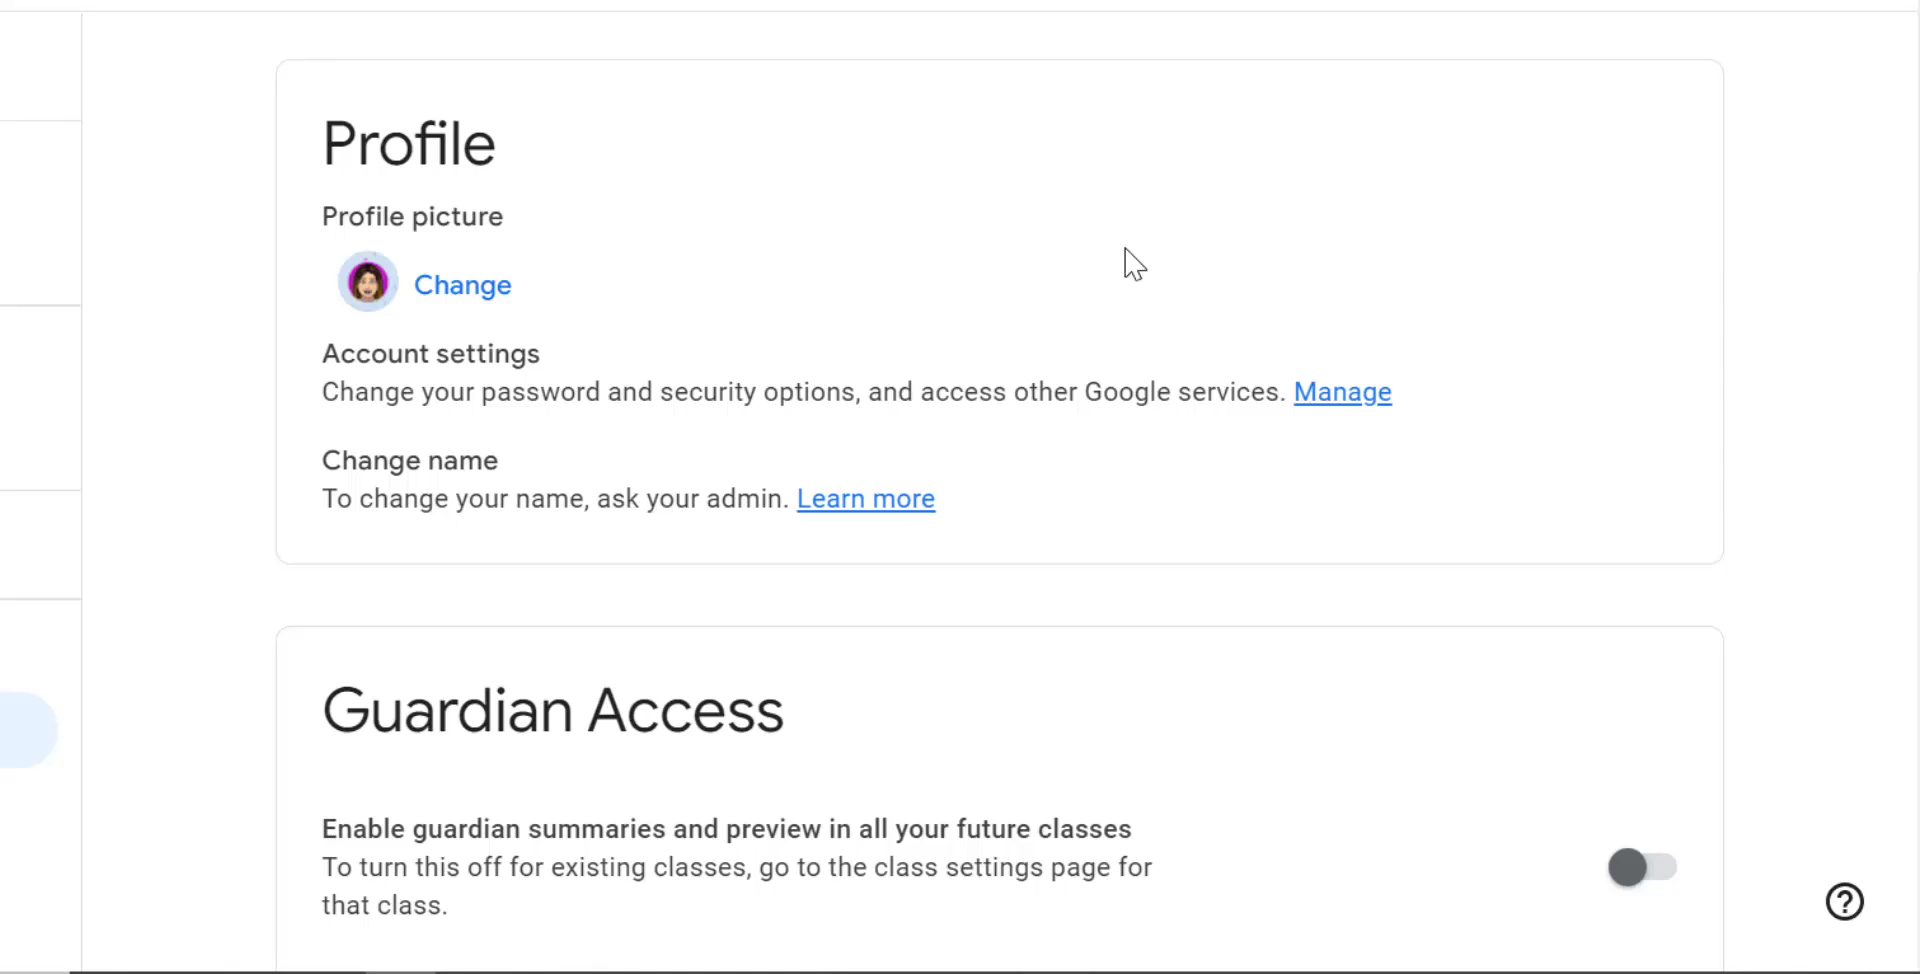 Profile
Profile picture
Change
Account settings
Change your password and security options, and access other Google services. Manage
Change name
To change your name, ask your admin. Learn more
Guardian Access
Enable guardian summaries and preview in all your future classes
To turn this off for existing classes, go to the class settings page for
that class.